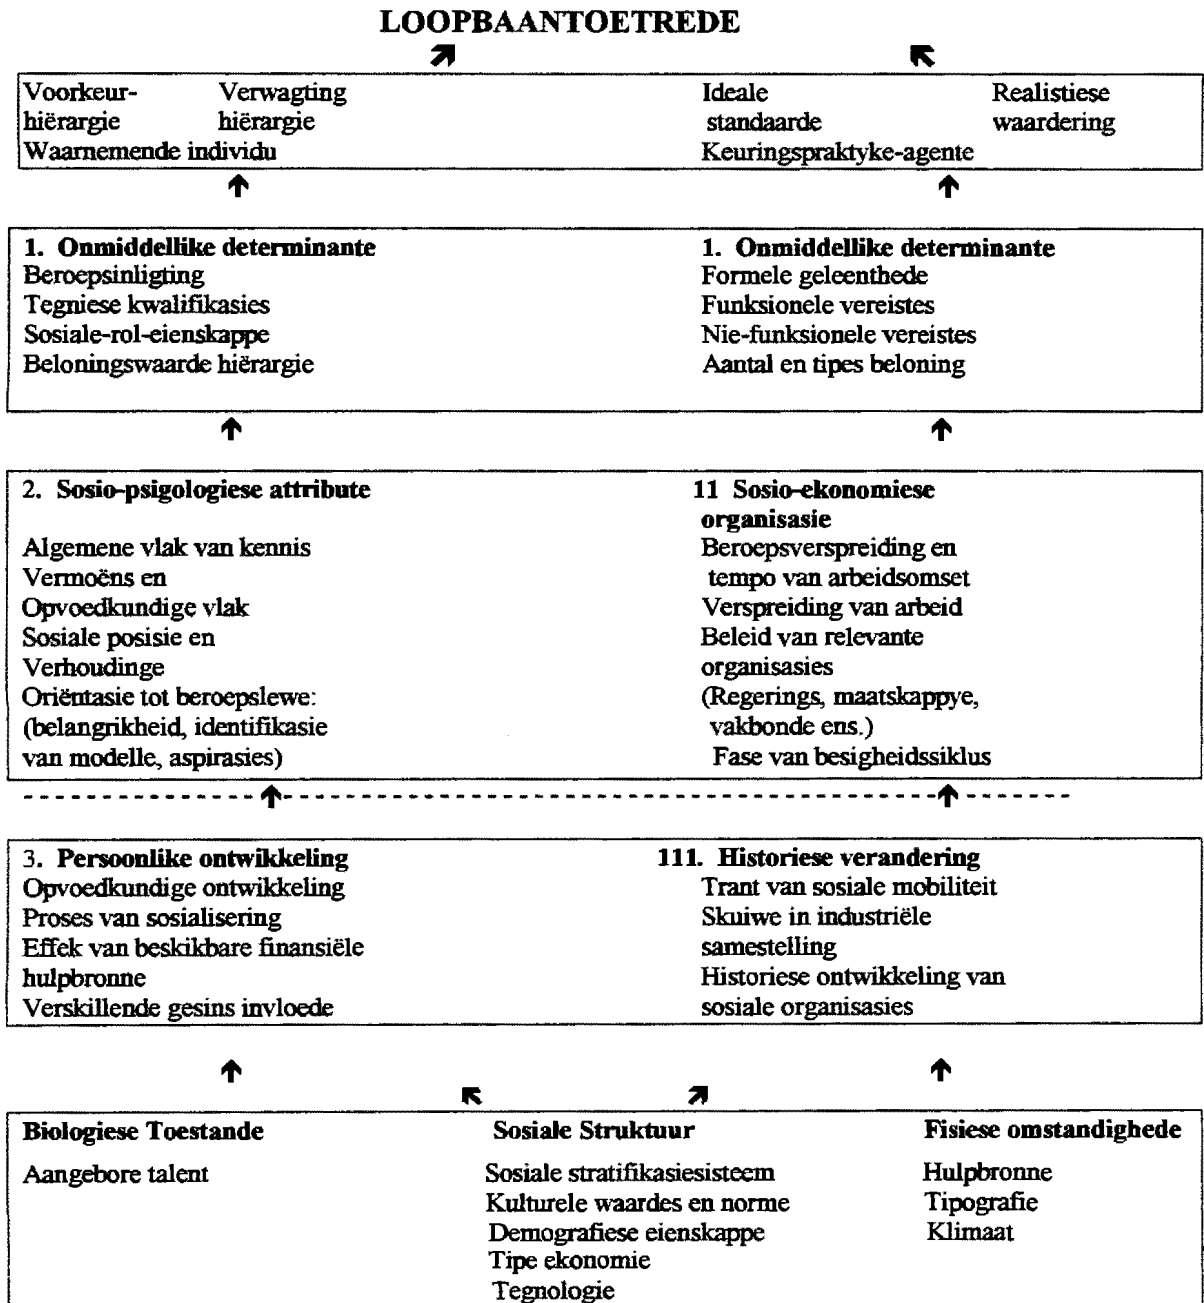 LOOPBAANTOETREDE
Voorkeur- Verwagting Ideale Realistiese
hiërargie hiërargie standaarde waardering
Waarnemende individu Keuringspraktyke-agente
1. Onmiddellike determinante
Beroepsinligting
Tegniese kwalifikasies
Sosiale-rol-eienskappe
Beloningswaarde hiërargie
1. Onmiddellike determinante
Formele geleenthede
Funksionele vereistes
Nie-funksionele vereistes
Aantal en tipes beloning
2. Sosio-psigologiese attribute
Algemene vlak van kennis
Vermoëns en
Opvoedkundige vlak
Sosiale posisie en
Verhoudinge
Oriëntasie tot beroepslewe:
(belangrikheid, identifikasie
van modelle, aspirasies)
11 Sosio-ekonomiese
organisasie
Beroepsverspreiding en
tempo van arbeidsomset
Verspreiding van arbeid
Beleid van relevante
organisasies
(Regerings, maatskappye,
vakbonde ens.)
Fase van besigheidssiklus
3. Persoonlike ontwikkeling
Opvoedkundige ontwikkeling
Proses van sosialisering
Effek van beskikbare finansiële
hulpbronne
Verskillende gesins invloede
111. Historiese verandering
Trant van sosiale mobiliteit
Skuiwe in industriële
samestelling
Historiese ontwikkeling van
sosiale organisasies
Biologiese Toestande
Aangebore talent
Sosiale Struktuur
Sosiale stratifikasiesisteem
Kulturele waardes en norme
Demografiese eienskappe
Tipe ekonomie
Tegnologie
Fisiese omstandighede
Hulpbronne
Tipografie
Klimaat